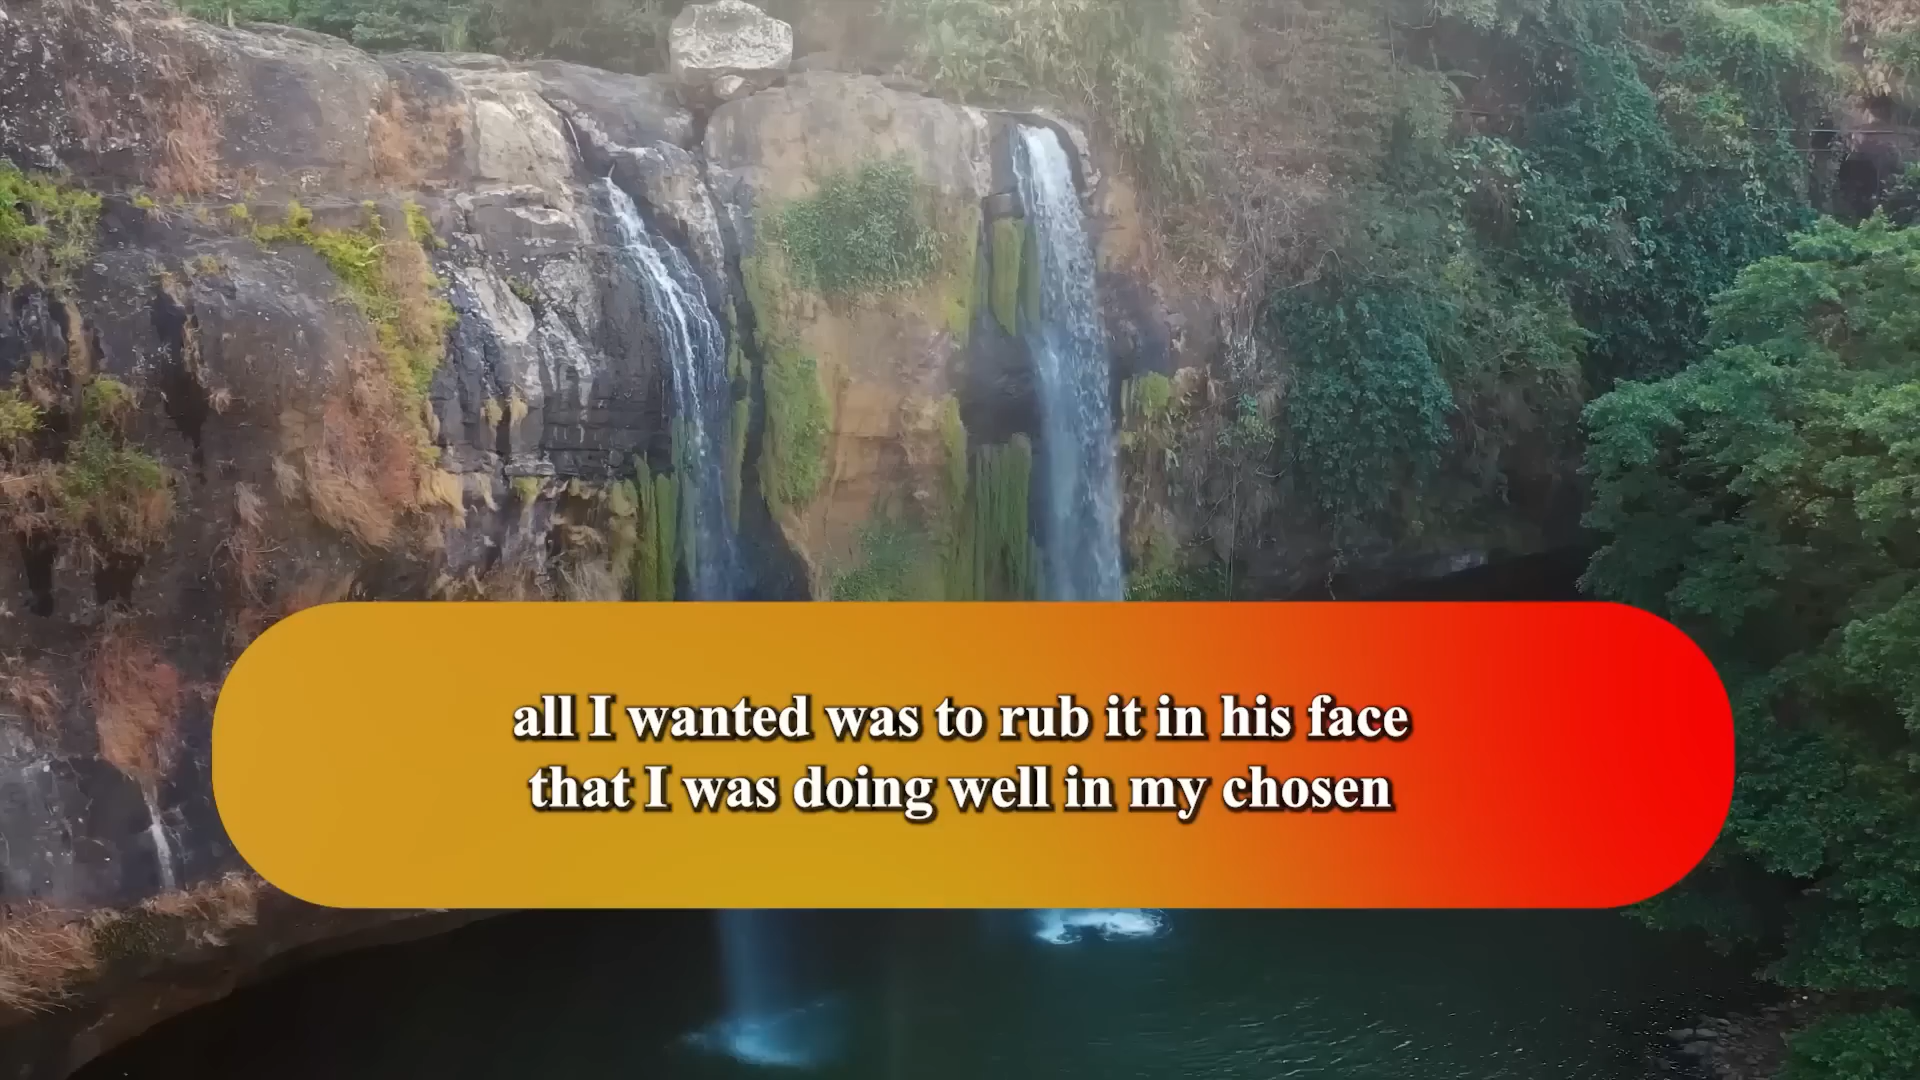 all I wanted was to rub it in his face
that I was doing well in my chosen